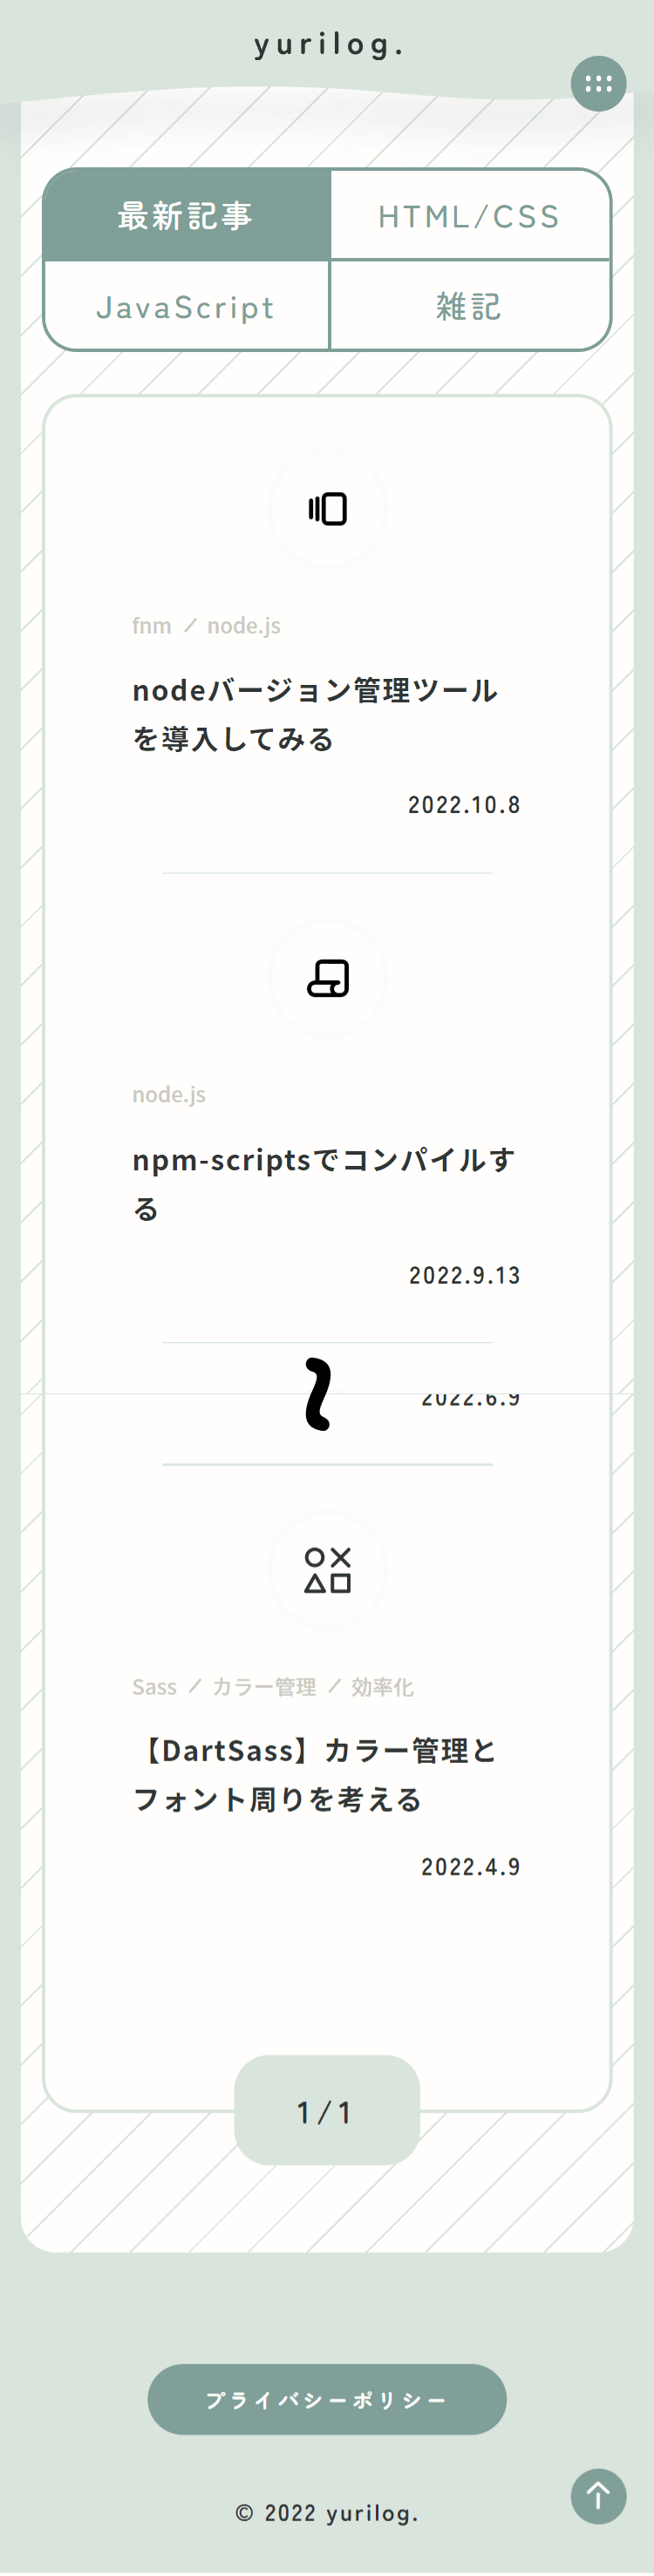 yurilog.
最新記事
HTML/CSS
JavaScript
雑記
fnm / node.js
nodeバージョン管理ツール
を導入してみる
2022.10.8
node.js
npm-scriptsでコンパイルす
る
2022.9.13
2022.6.9
Sass / カラー管理 / 効率化
【DartSass】カラー管理と
フォント周りを考える
2022.4.9
1/1
プライバシーポリシー
© 2022 yurilog.